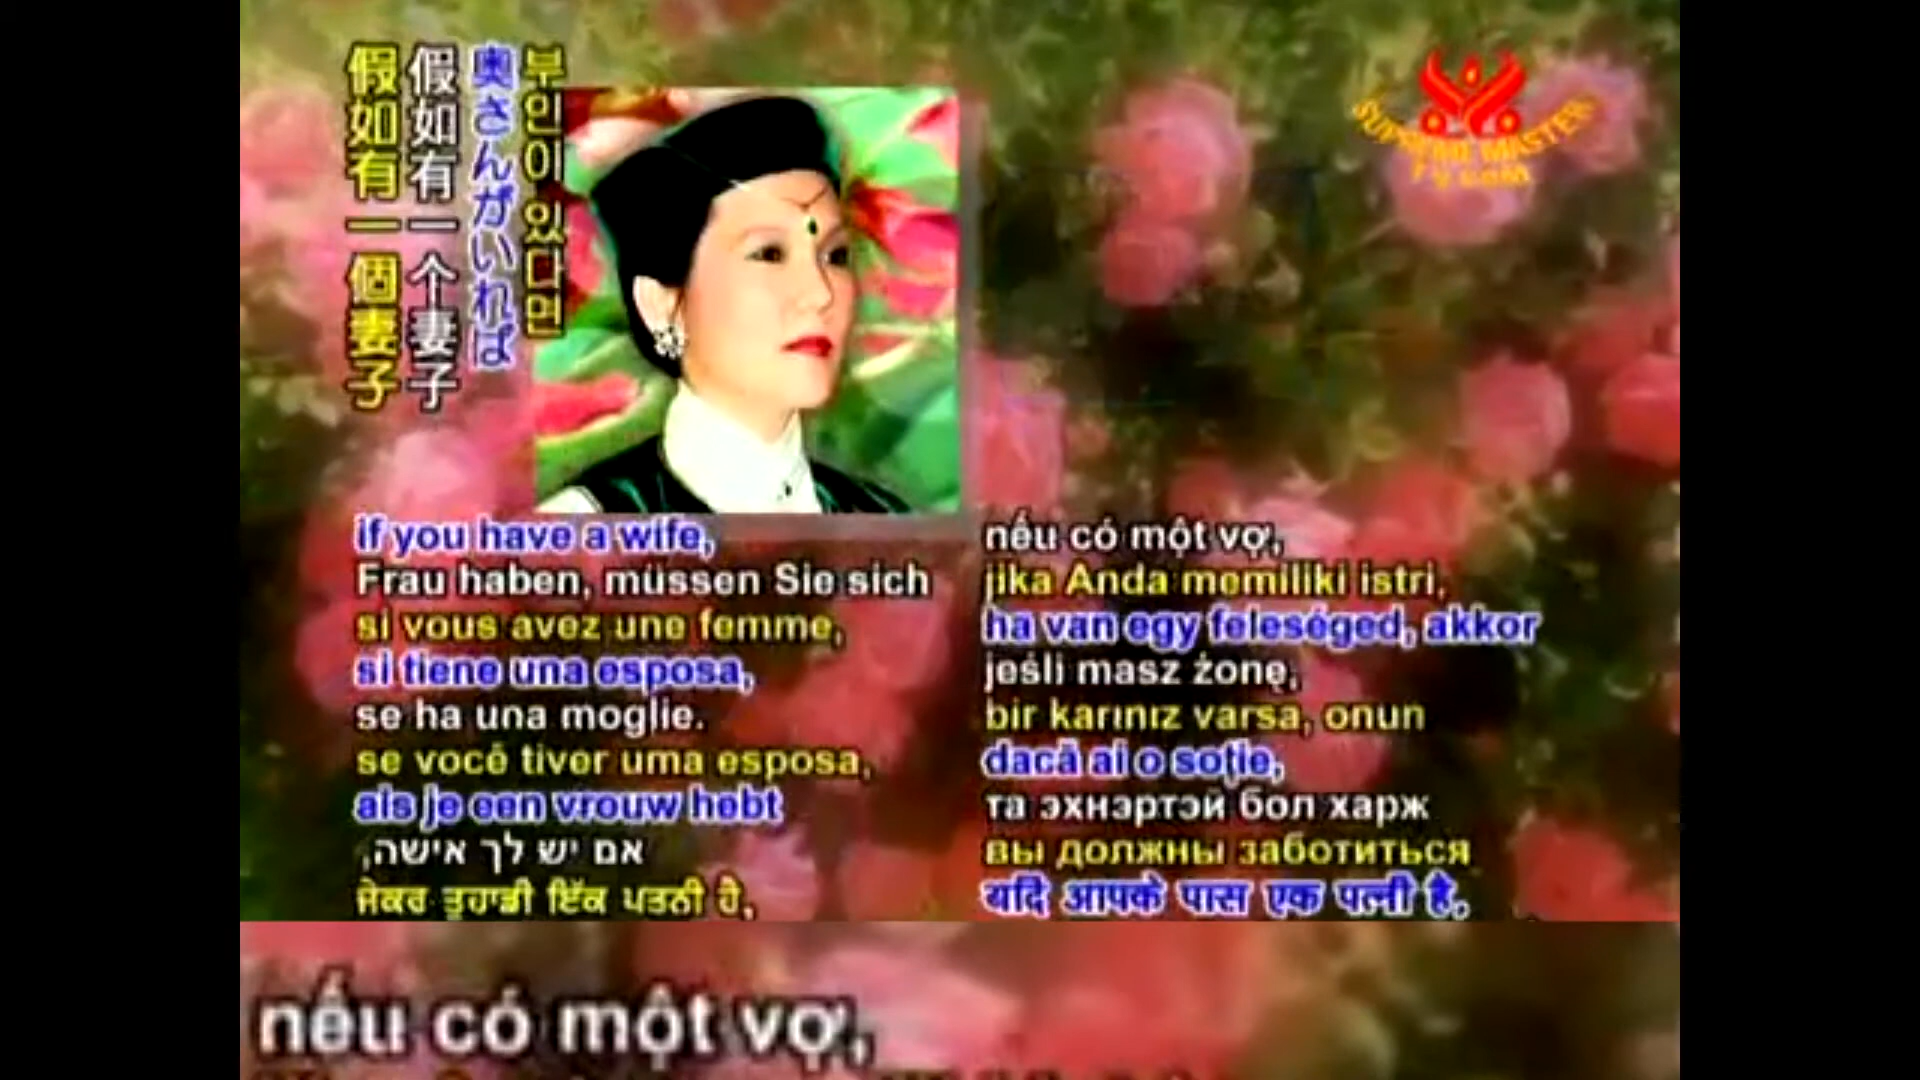 부인이 있다면
奥さんがいれば
假如有一个妻子
假如有一個妻子
SUPREME MASTER
TV.COM
if you have a wife,
Frau haben, müssen Sie sich
si vous avez une femme,
si tiene una esposa,
se ha una moglie.
se você tiver uma esposa,
als je een vrouw hebt
אם יש לך אישה,
ਜੇਕਰ ਤੁਹਾਡੀ ਇੱਕ ਪਤਨੀ ਹੈ,
nếu có một vợ,
jika Anda memiliki istri,
ha van egy feleséged, akkor
jeśli masz żonę,
bir karınız varsa, onun
dacă ai o soţie,
та эхнэртэй бол харж
вы должны заботиться
यदि आपके पास एक पत्नी है,
nếu có một vợ,